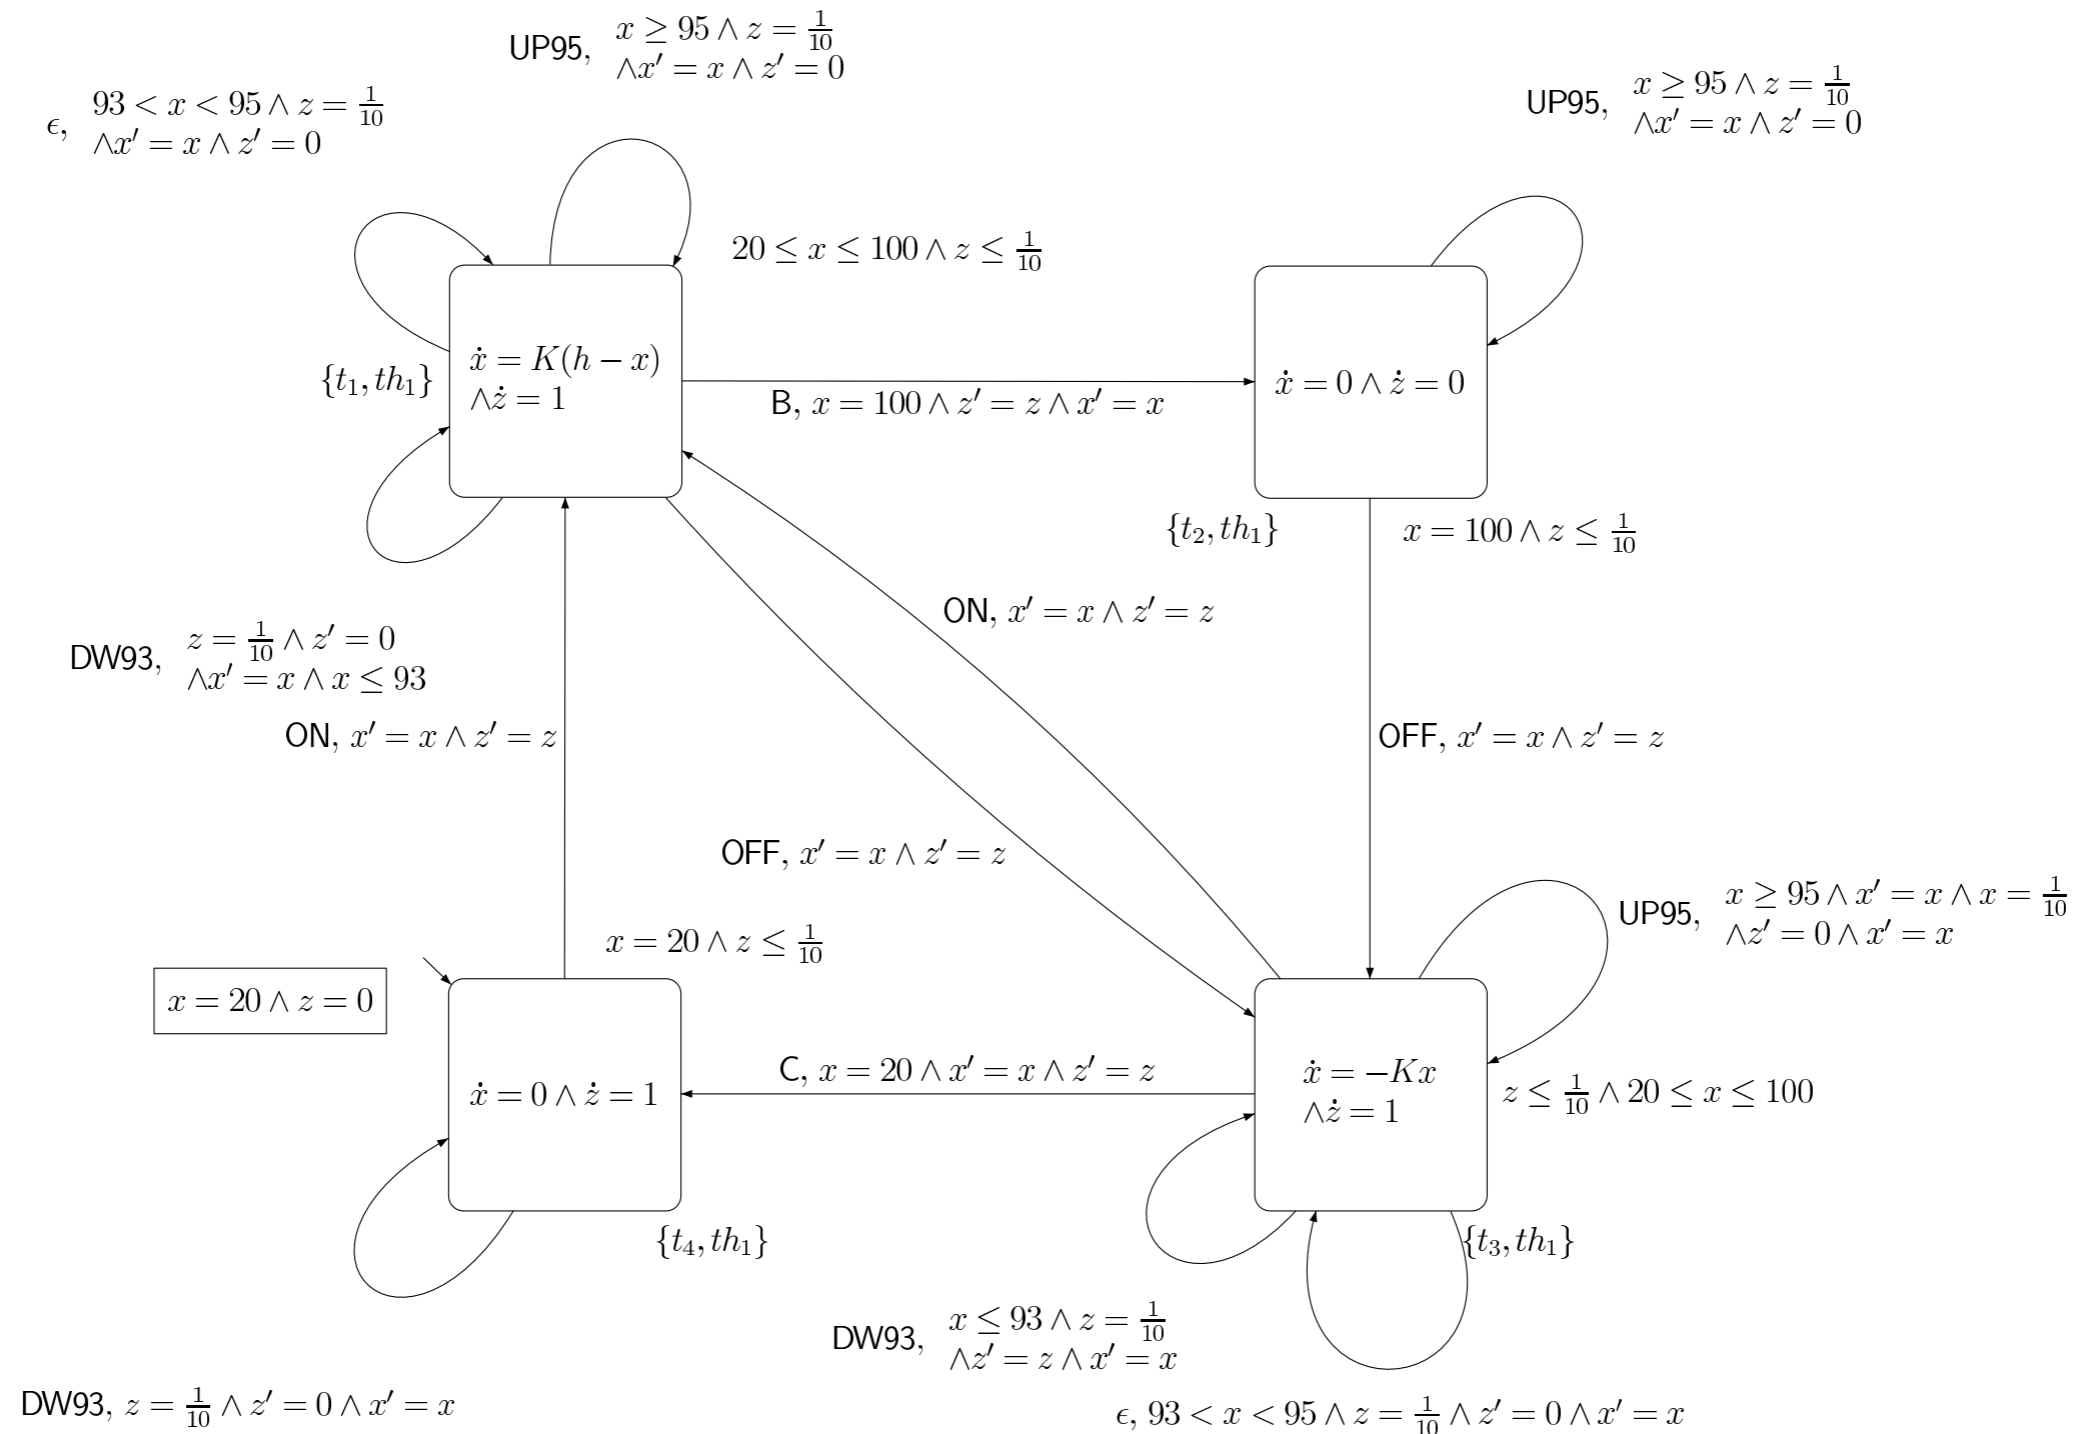 UP95, x ≥ 95 ∧ z = 1/10
∧x′ = x ∧ z′ = 0
ϵ, 93 < x < 95 ∧ z = 1/10
∧x′ = x ∧ z′ = 0
UP95, x ≥ 95 ∧ z = 1/10
∧x′ = x ∧ z′ = 0
20 ≤ x ≤ 100 ∧ z ≤ 1/10
{t₁, th₁}
ẋ = K(h − x)
∧ż = 1
B, x = 100 ∧ z′ = z ∧ x′ = x
ẋ = 0 ∧ ż = 0
{t₂, th₁}
x = 100 ∧ z ≤ 1/10
ON, x′ = x ∧ z′ = z
DW93, z = 1/10 ∧ z′ = 0
∧x′ = x ∧ x ≤ 93
ON, x′ = x ∧ z′ = z
OFF, x′ = x ∧ z′ = z
OFF, x′ = x ∧ z′ = z
UP95, x ≥ 95 ∧ x′ = x ∧ x = 1/10
∧z′ = 0 ∧ x′ = x
x = 20 ∧ z ≤ 1/10
x = 20 ∧ z = 0
C, x = 20 ∧ x′ = x ∧ z′ = z
ẋ = 0 ∧ ż = 1
ẋ = −Kx
∧ż = 1
z ≤ 1/10 ∧ 20 ≤ x ≤ 100
{t₄, th₁}
{t₃, th₁}
DW93, x ≤ 93 ∧ z = 1/10
∧z′ = z ∧ x′ = x
DW93, z = 1/10 ∧ z′ = 0 ∧ x′ = x
ϵ, 93 < x < 95 ∧ z = 1/10 ∧ z′ = 0 ∧ x′ = x